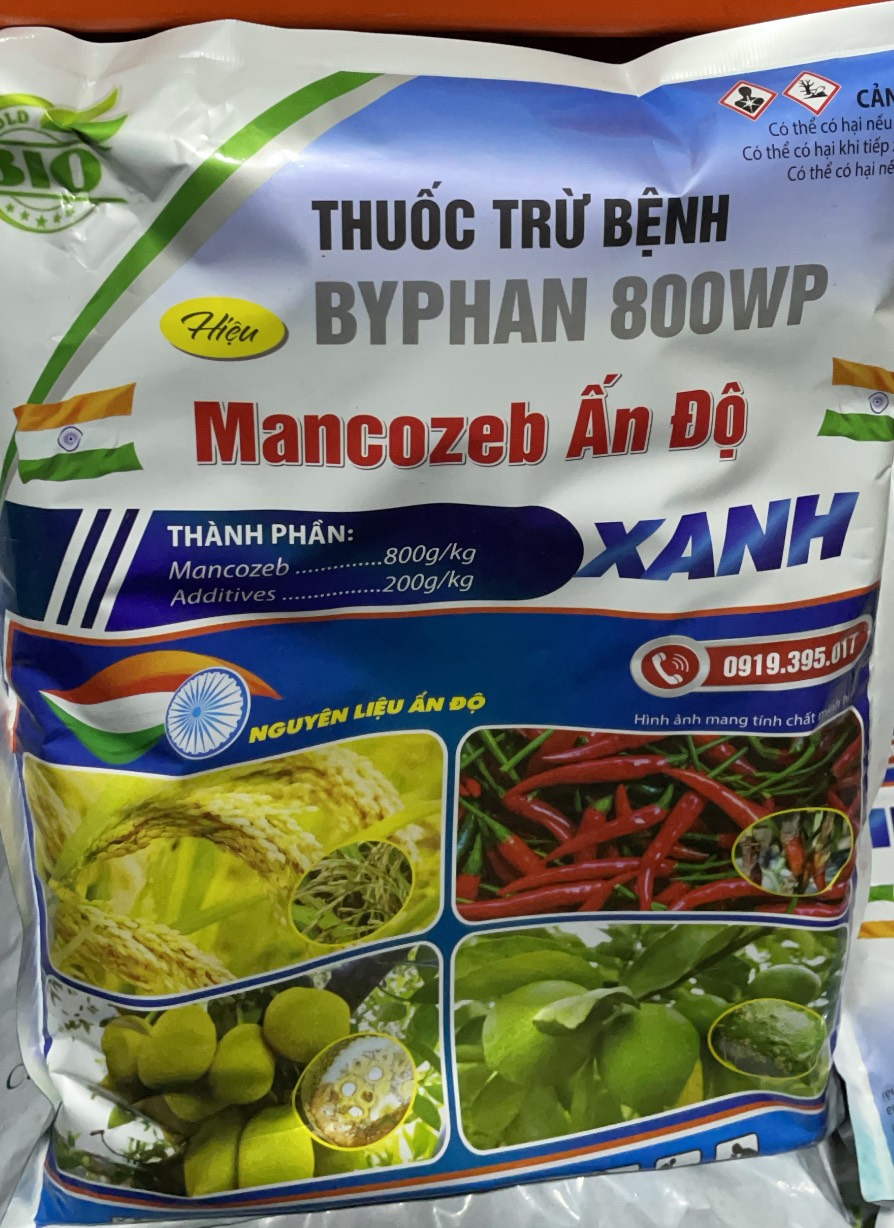 BIO
CẢN
Có thể có hại nếu
Có thể có hại khi tiếp
Có thể có hại
THUỐC TRỪ BỆNH
Hiệu
BYPHAN 800WP
Mancozeb Ấn Độ
XANH
THÀNH PHẦN:
Mancozeb ..............800g/kg
Additives .................200g/kg
0919.395.017
NGUYÊN LIỆU ẤN ĐỘ
Hình ảnh mang tính chất